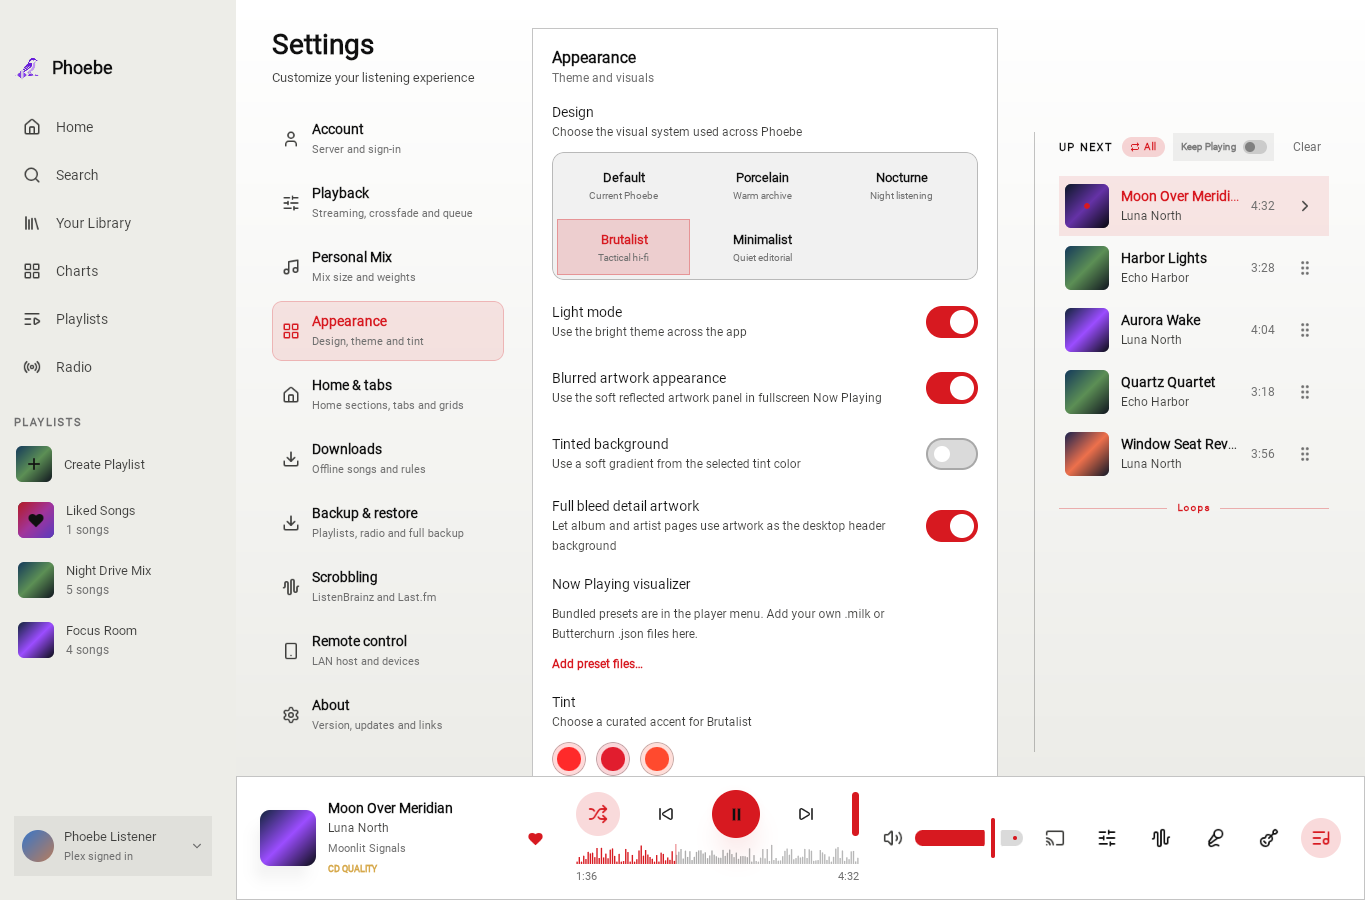 Phoebe
Home
Search
Your Library
Charts
Playlists
Radio
PLAYLISTS
Create Playlist
Liked Songs
1 songs
Night Drive Mix
5 songs
Focus Room
4 songs
Phoebe Listener
Plex signed in
Settings
Customize your listening experience
Account
Server and sign-in
Playback
Streaming, crossfade and queue
Personal Mix
Mix size and weights
Appearance
Design, theme and tint
Home & tabs
Home sections, tabs and grids
Downloads
Offline songs and rules
Backup & restore
Playlists, radio and full backup
Scrobbling
ListenBrainz and Last.fm
Remote control
LAN host and devices
About
Version, updates and links
Appearance
Theme and visuals
Design
Choose the visual system used across Phoebe
Default
Current Phoebe
Porcelain
Warm archive
Nocturne
Night listening
Brutalist
Tactical hi-fi
Minimalist
Quiet editorial
Light mode
Use the bright theme across the app
Blurred artwork appearance
Use the soft reflected artwork panel in fullscreen Now Playing
Tinted background
Use a soft gradient from the selected tint color
Full bleed detail artwork
Let album and artist pages use artwork as the desktop header
background
Now Playing visualizer
Bundled presets are in the player menu. Add your own .milk or
Butterchurn .json files here.
Add preset files...
Tint
Choose a curated accent for Brutalist
UP NEXT All Keep Playing Clear
Moon Over Meridi...
Luna North
4:32
Harbor Lights
Echo Harbor
3:28
Aurora Wake
Luna North
4:04
Quartz Quartet
Echo Harbor
3:18
Window Seat Rev...
Luna North
3:56
Loops
Moon Over Meridian
Luna North
Moonlit Signals
CD QUALITY
1:36
4:32